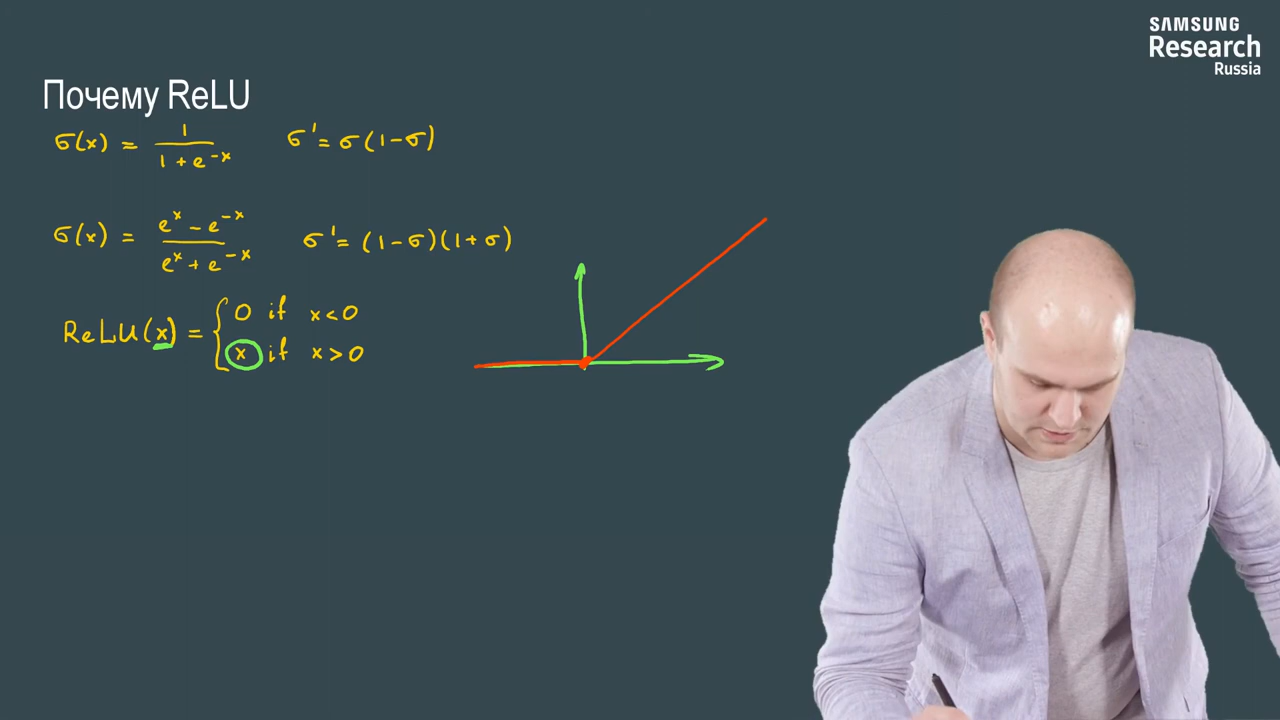 SAMSUNG
Research
Russia
Почему ReLU
σ(x) = 1 / (1 + e^-x)    σ' = σ(1-σ)
σ(x) = (e^x - e^-x) / (e^x + e^-x)    σ' = (1-σ)(1+σ)
ReLU(x) = { 0 if x<0
x if x>0